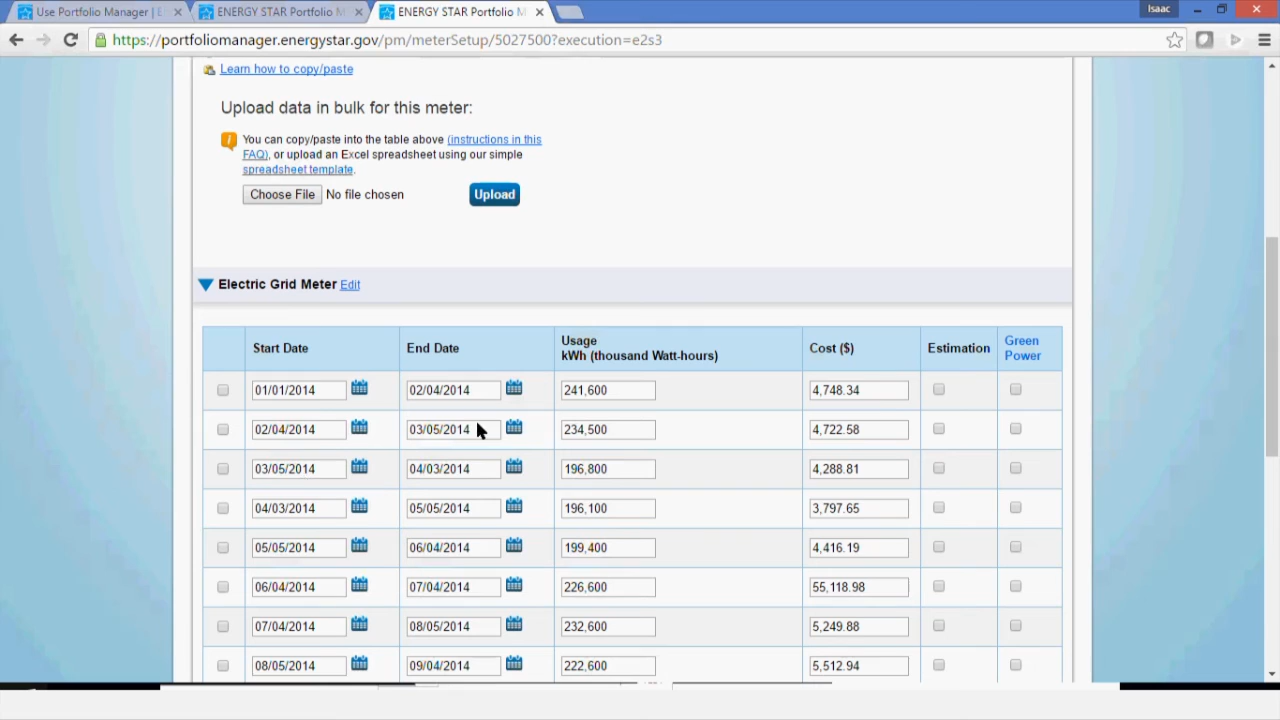 Use Portfolio Manager | E
ENERGY STAR Portfolio M
ENERGY STAR Portfolio M
Isaac
https://portfoliomanager.energystar.gov/pm/meterSetup/5027500?execution=e2s3
Learn how to copy/paste
Upload data in bulk for this meter:
You can copy/paste into the table above (instructions in this
FAQ), or upload an Excel spreadsheet using our simple
spreadsheet template.
Choose File No file chosen Upload
Electric Grid Meter Edit
Start Date End Date Usage kWh (thousand Watt-hours) Cost ($) Estimation Green Power
01/01/2014 02/04/2014 241,600 4,748.34
02/04/2014 03/05/2014 234,500 4,722.58
03/05/2014 04/03/2014 196,800 4,288.81
04/03/2014 05/05/2014 196,100 3,797.65
05/05/2014 06/04/2014 199,400 4,416.19
06/04/2014 07/04/2014 226,600 55,118.98
07/04/2014 08/05/2014 232,600 5,249.88
08/05/2014 09/04/2014 222,600 5,512.94